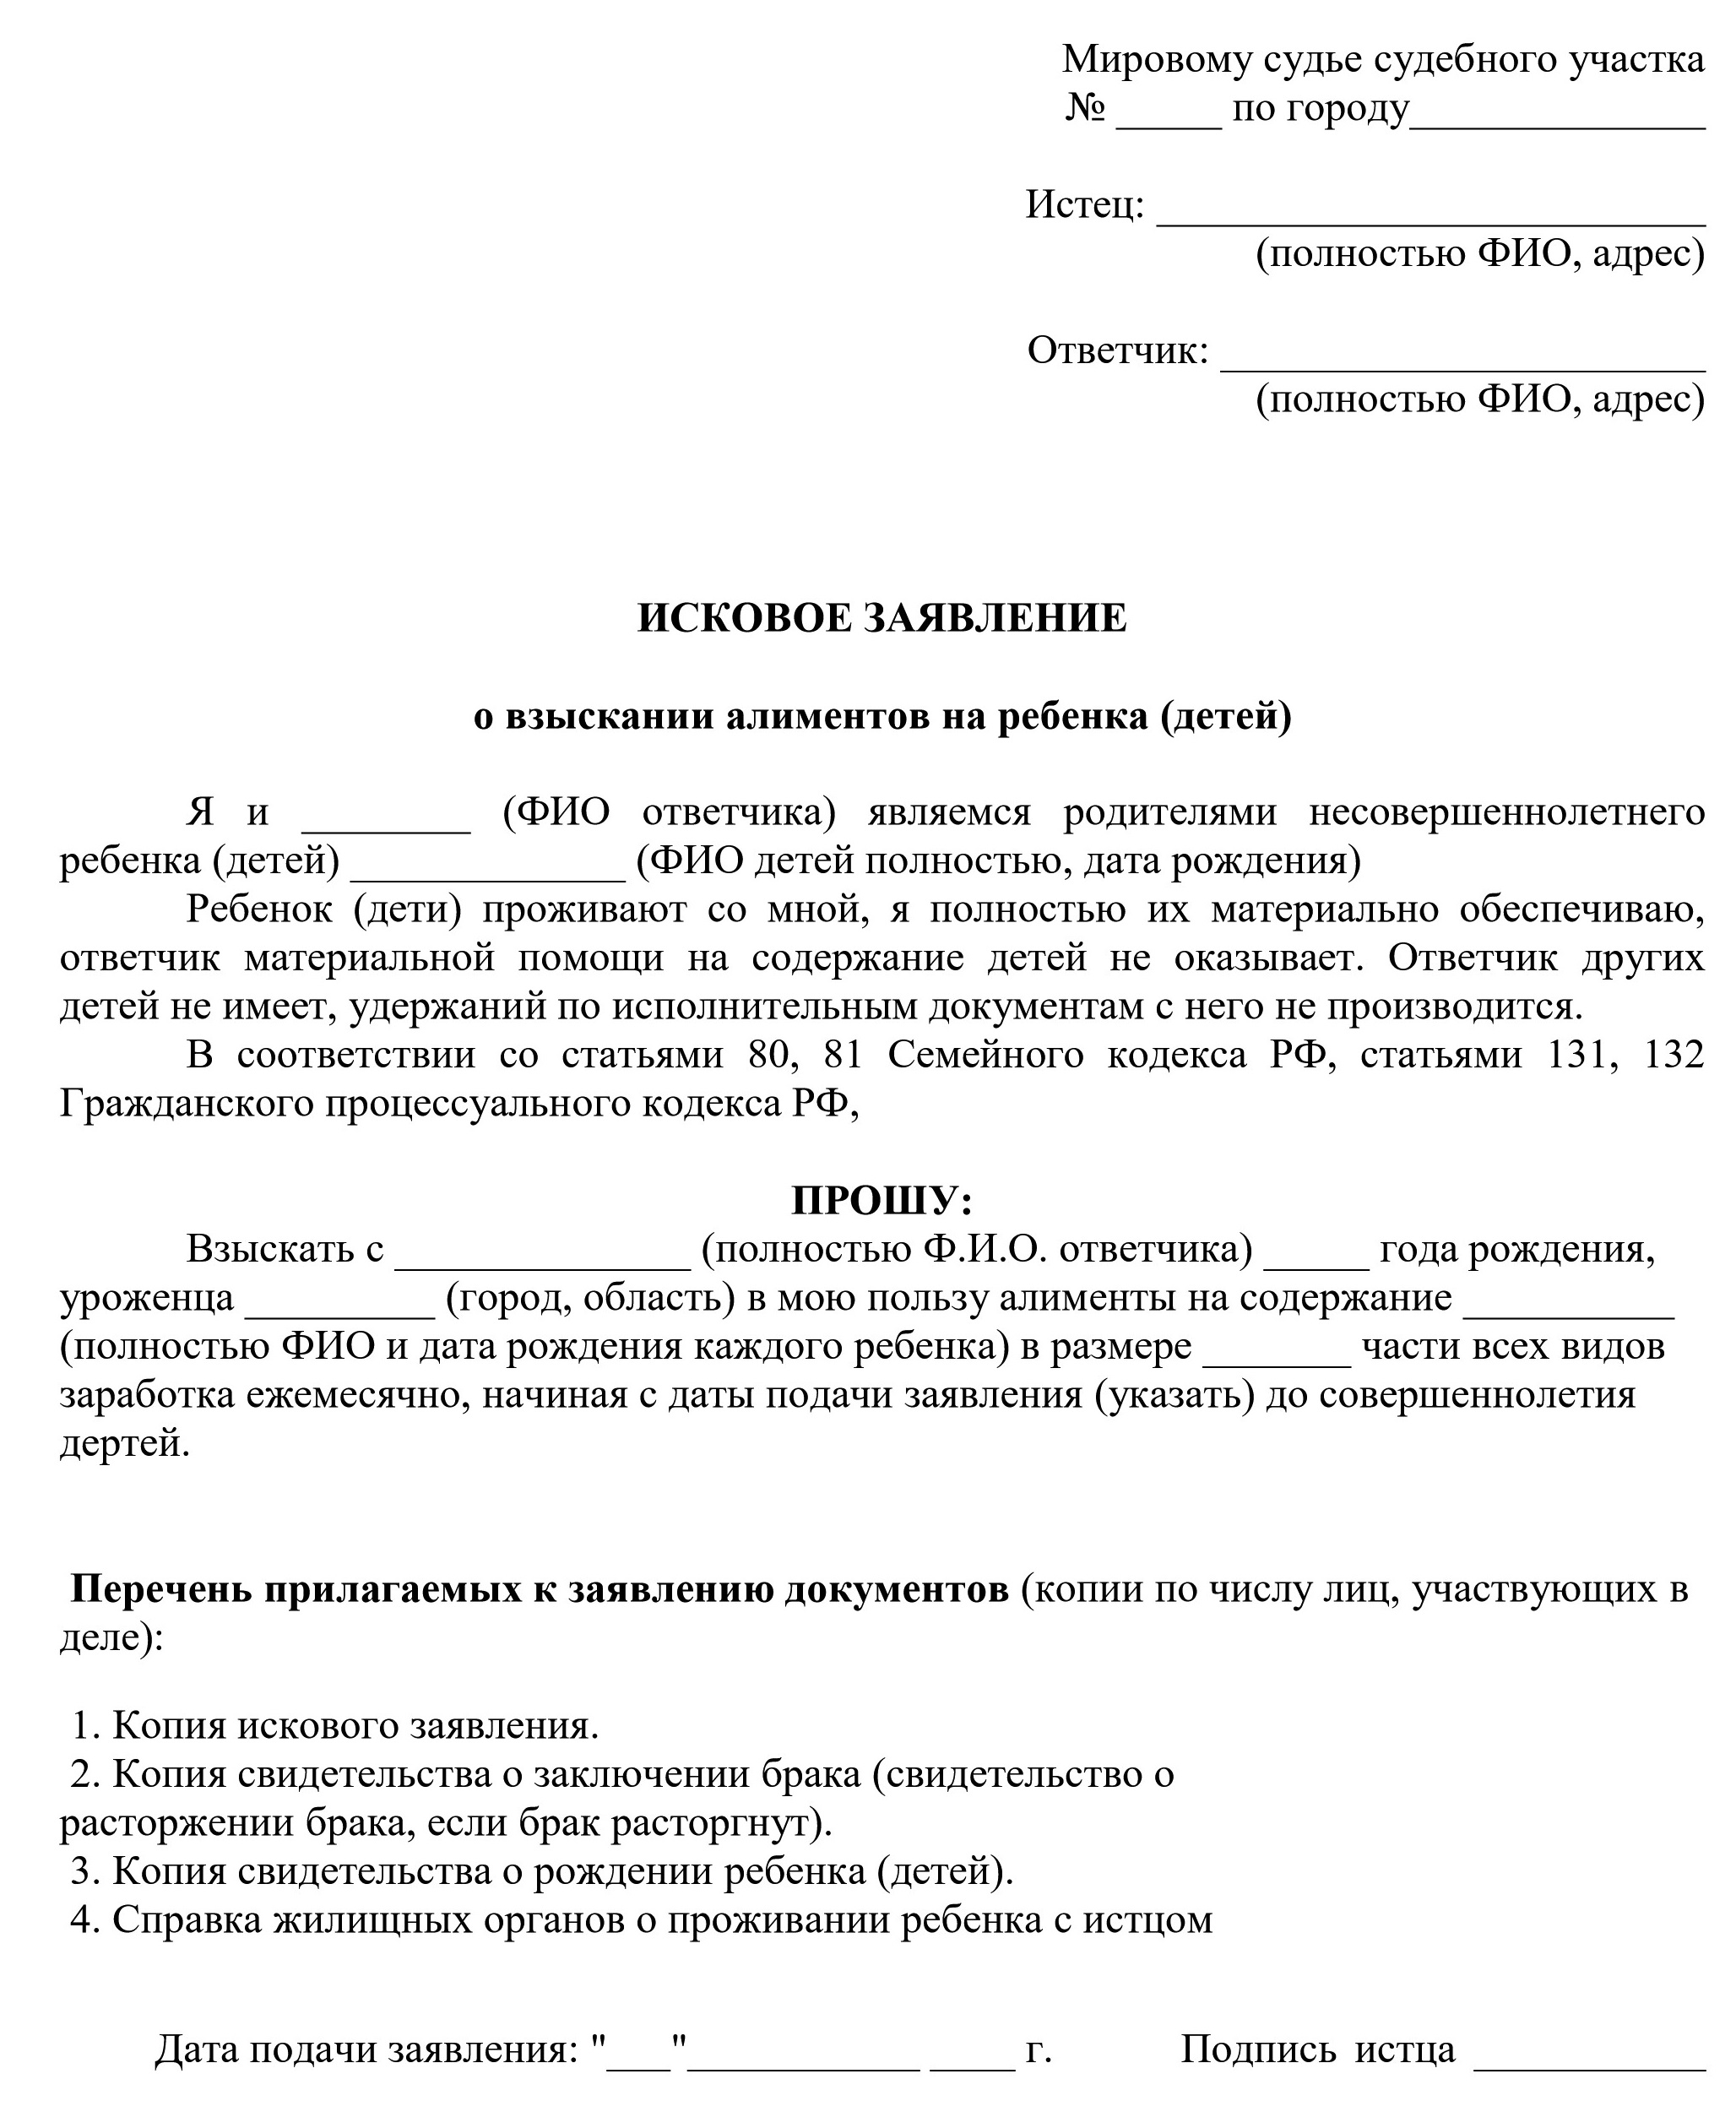 Мировому судье судебного участка
№ _____ по городу______________
Истец: __________________________
(полностью ФИО, адрес)
Ответчик: _______________________
(полностью ФИО, адрес)
ИСКОВОЕ ЗАЯВЛЕНИЕ
о взыскании алиментов на ребенка (детей)
Я и ________ (ФИО ответчика) являемся родителями несовершеннолетнего
ребенка (детей) _____________ (ФИО детей полностью, дата рождения)
Ребенок (дети) проживают со мной, я полностью их материально обеспечиваю,
ответчик материальной помощи на содержание детей не оказывает. Ответчик других
детей не имеет, удержаний по исполнительным документам с него не производится.
В соответствии со статьями 80, 81 Семейного кодекса РФ, статьями 131, 132
Гражданского процессуального кодекса РФ,
ПРОШУ:
Взыскать с ______________ (полностью Ф.И.О. ответчика) _____ года рождения,
уроженца _________ (город, область) в мою пользу алименты на содержание __________
(полностью ФИО и дата рождения каждого ребенка) в размере _______ части всех видов
заработка ежемесячно, начиная с даты подачи заявления (указать) до совершеннолетия
дертей.
Перечень прилагаемых к заявлению документов (копии по числу лиц, участвующих в
деле):
1. Копия искового заявления.
2. Копия свидетельства о заключении брака (свидетельство о
расторжении брака, если брак расторгнут).
3. Копия свидетельства о рождении ребенка (детей).
4. Справка жилищных органов о проживании ребенка с истцом
Дата подачи заявления: "___"___________ ____ г. Подпись истца ___________